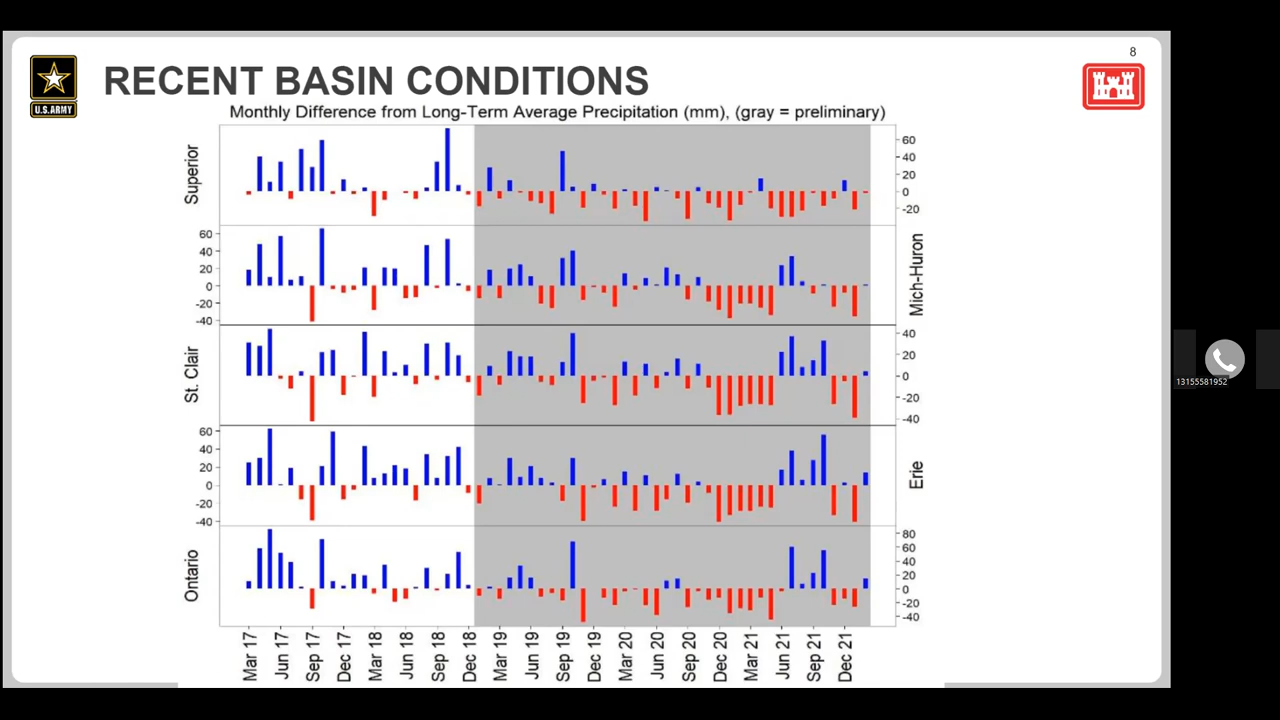 8
U.S.ARMY
RECENT BASIN CONDITIONS
Monthly Difference from Long-Term Average Precipitation (mm), (gray = preliminary)
Superior
60
40
20
0
-20
60
40
20
0
-20
-40
Mich-Huron
St. Clair
40
20
0
-20
-40
60
40
20
0
-20
-40
Erie
Ontario
80
60
40
20
0
-20
-40
Mar 17
Jun 17
Sep 17
Dec 17
Mar 18
Jun 18
Sep 18
Dec 18
Mar 19
Jun 19
Sep 19
Dec 19
Mar 20
Jun 20
Sep 20
Dec 20
Mar 21
Jun 21
Sep 21
Dec 21
13155581952